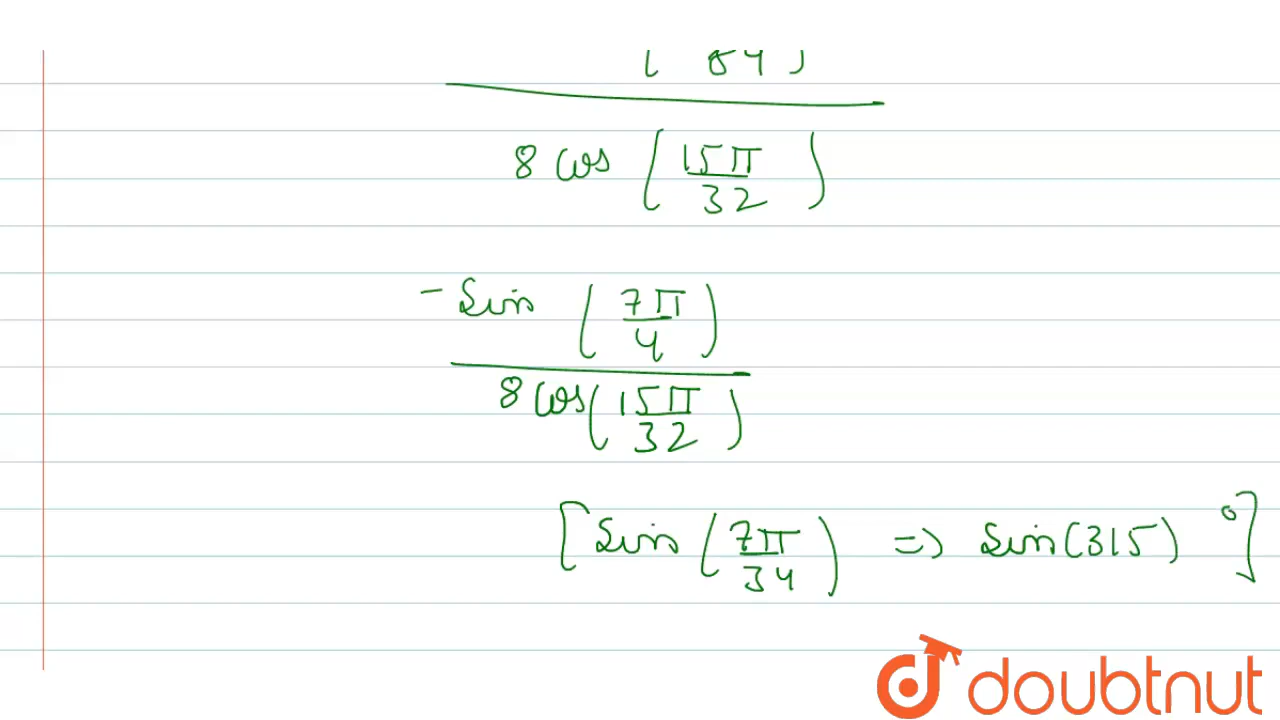 8 cos (15π/32)
- Sin (7π/4)
8 cos (15π/32)
[ Sin (7π/34) => Sin (315)° ]
doubtnut